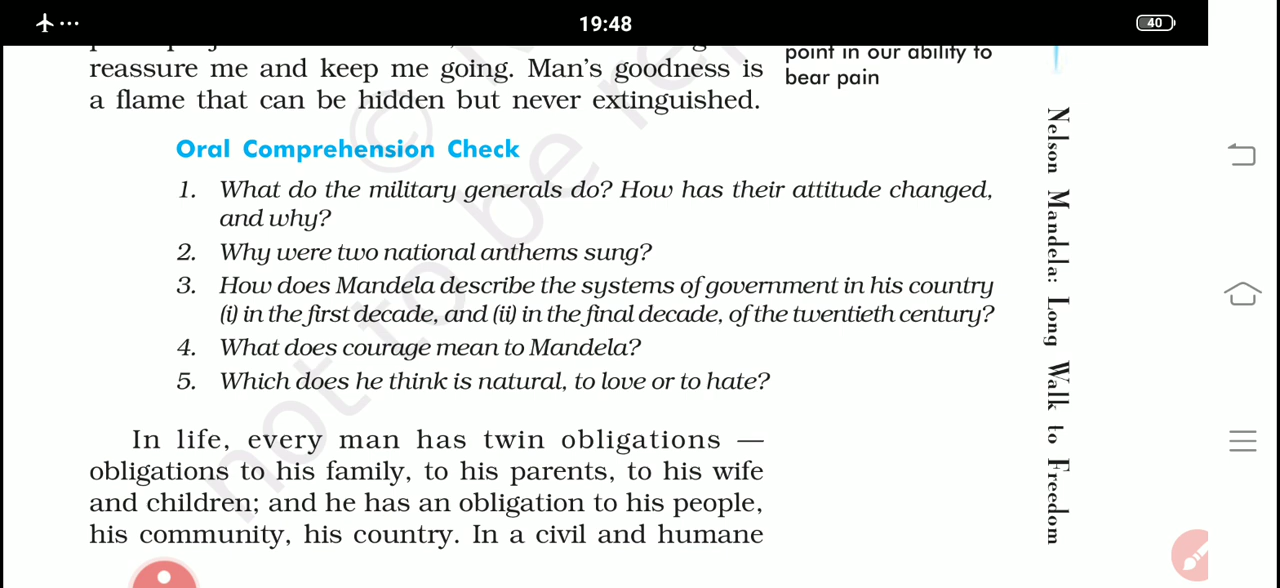 19:48
40
point in our ability to
reassure me and keep me going. Man's goodness is
bear pain
a flame that can be hidden but never extinguished.
Oral Comprehension Check
1. What do the military generals do? How has their attitude changed,
and why?
2. Why were two national anthems sung?
3. How does Mandela describe the systems of government in his country
(i) in the first decade, and (ii) in the final decade, of the twentieth century?
4. What does courage mean to Mandela?
5. Which does he think is natural, to love or to hate?
In life, every man has twin obligations —
obligations to his family, to his parents, to his wife
and children; and he has an obligation to his people,
his community, his country. In a civil and humane
Nelson Mandela: Long Walk to Freedom
©
not to be